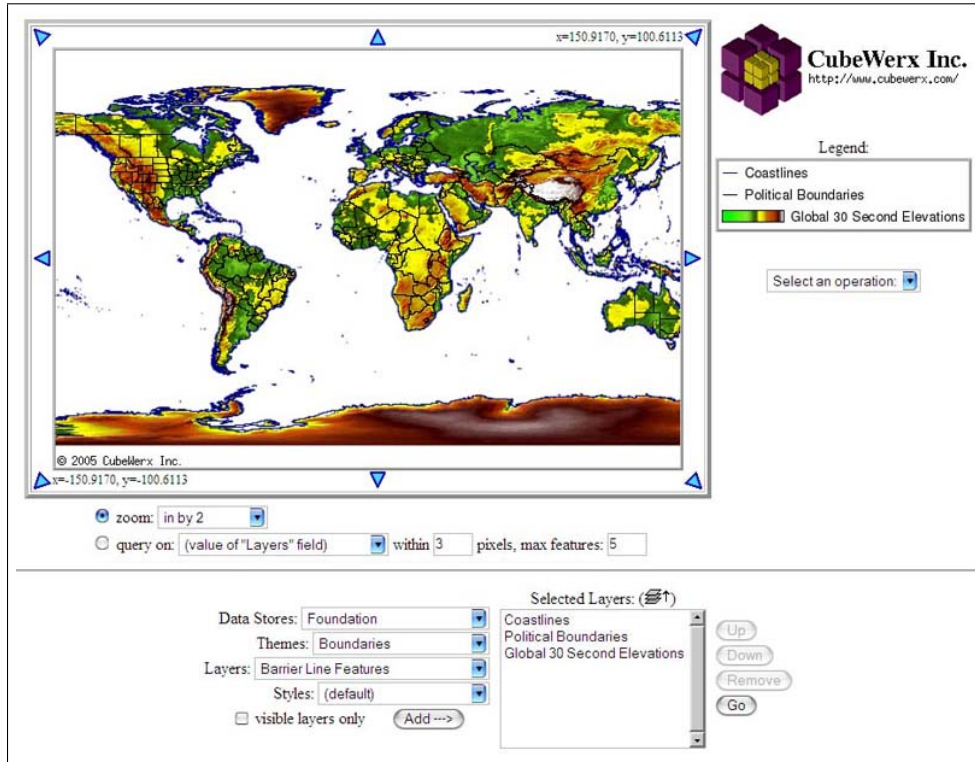 x=150.9170, y=100.6113
CubeWerx Inc.
http://www.cubewerx.com/
Legend:
Coastlines
Political Boundaries
Global 30 Second Elevations
Select an operation:
© 2005 CubeWerx Inc.
x=-150.9170, y=-100.6113
zoom: in by 2
query on: (value of "Layers" field) within 3 pixels, max features: 5
Selected Layers: ( )
Data Stores: Foundation
Themes: Boundaries
Layers: Barrier Line Features
Styles: (default)
visible layers only Add --->
Coastlines
Political Boundaries
Global 30 Second Elevations
Up
Down
Remove
Go